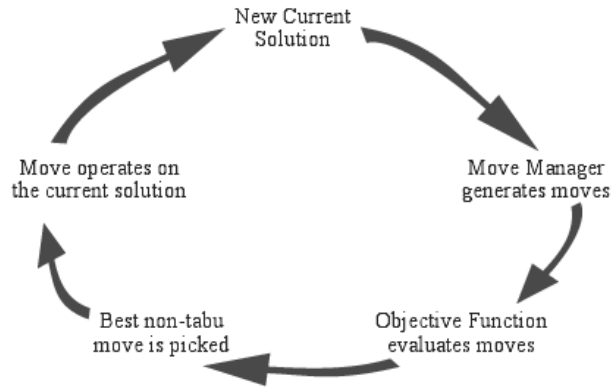 New Current
Solution
Move Manager
generates moves
Objective Function
evaluates moves
Best non-tabu
move is picked
Move operates on
the current solution